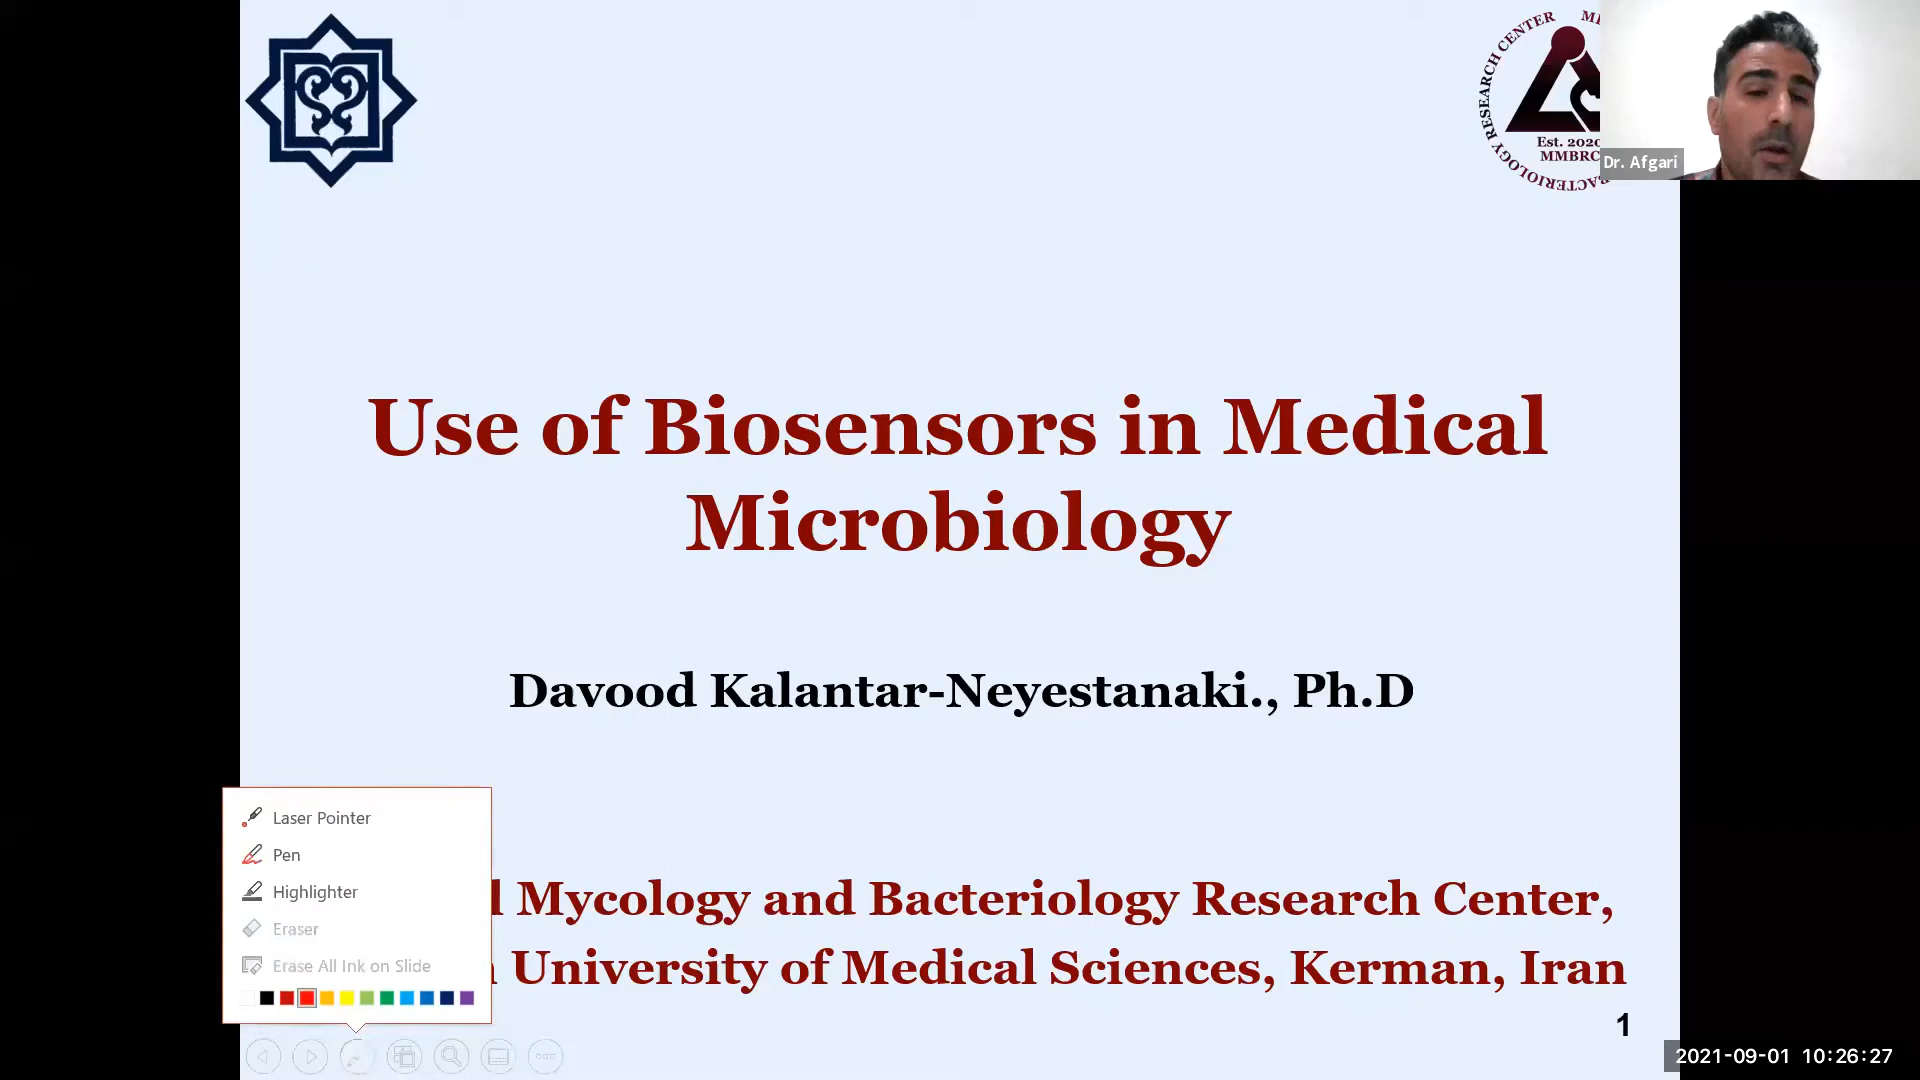 RESEARCH CENTER
Est. 2020
MMBRC
Dr. Afgari
Use of Biosensors in Medical
Microbiology
Davood Kalantar-Neyestanaki., Ph.D
Laser Pointer
Pen
Highlighter
Eraser
Erase All Ink on Slide
l Mycology and Bacteriology Research Center,
University of Medical Sciences, Kerman, Iran
1
2021-09-01 10:26:27